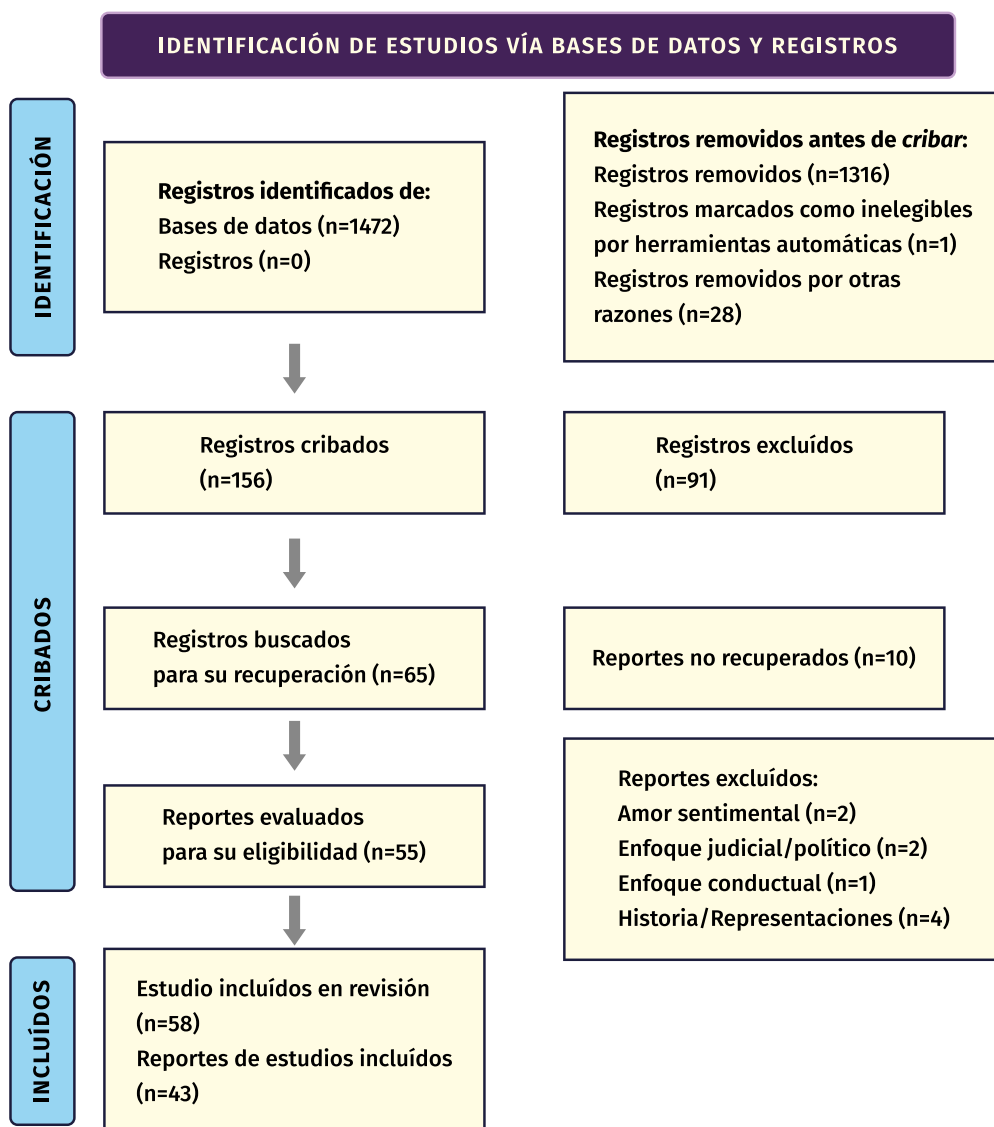 IDENTIFICACIÓN DE ESTUDIOS VÍA BASES DE DATOS Y REGISTROS
IDENTIFICACIÓN
Registros identificados de:
Bases de datos (n=1472)
Registros (n=0)
Registros removidos antes de cribar:
Registros removidos (n=1316)
Registros marcados como inelegibles
por herramientas automáticas (n=1)
Registros removidos por otras
razones (n=28)
CRIBADOS
Registros cribados
(n=156)
Registros excluídos
(n=91)
Registros buscados
para su recuperación (n=65)
Reportes no recuperados (n=10)
Reportes evaluados
para su eligibilidad (n=55)
Reportes excluídos:
Amor sentimental (n=2)
Enfoque judicial/político (n=2)
Enfoque conductual (n=1)
Historia/Representaciones (n=4)
INCLUÍDOS
Estudio incluídos en revisión
(n=58)
Reportes de estudios incluídos
(n=43)